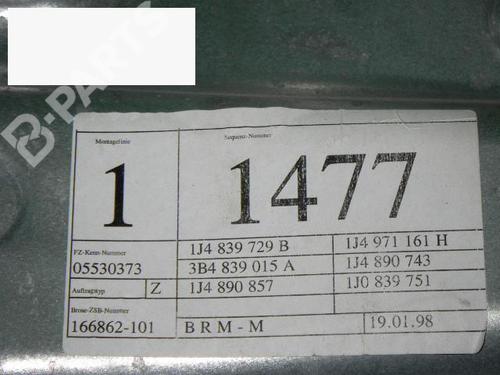 B-PARTS
Montagelinie
Sequenz-Nummer
1
1477
FZ-Kenn-Nummer
05530373
1J4 839 729 B
1J4 971 161 H
3B4 839 015 A
1J4 890 743
Auftragstyp
Z
1J4 890 857
1J0 839 751
Brose-ZSB-Nummer
166862-101
BRM-M
19.01.98